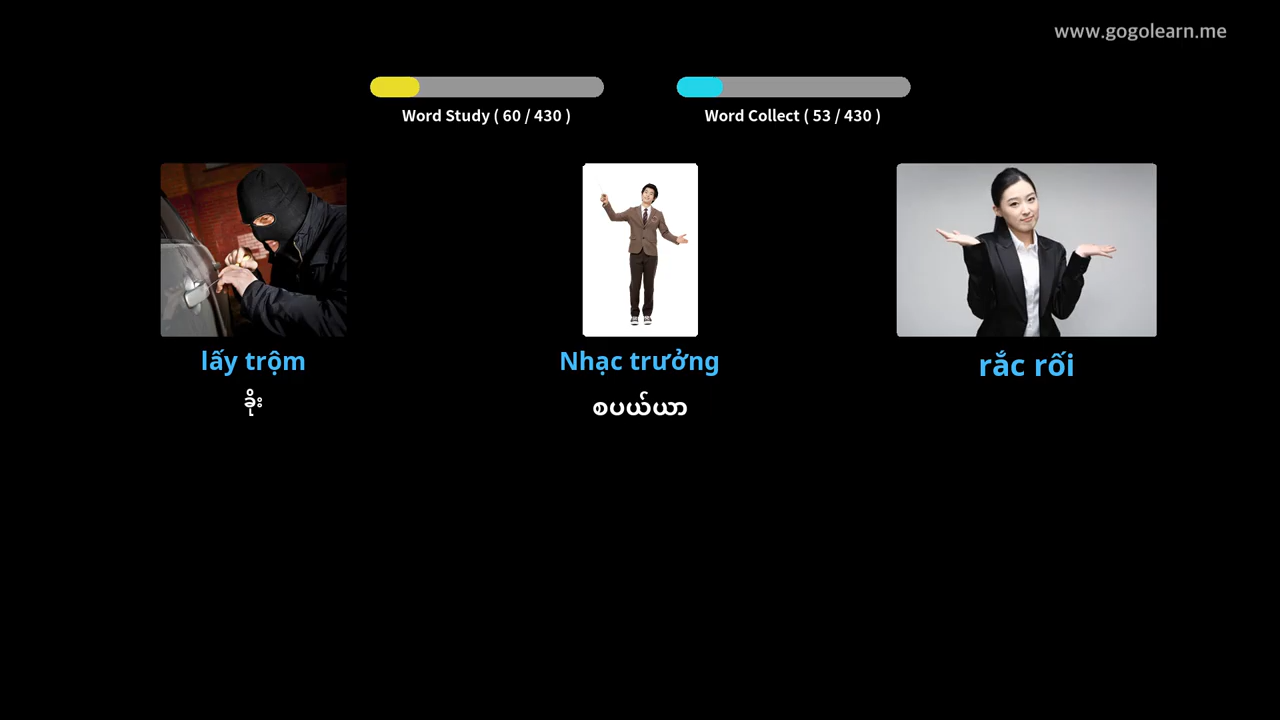 www.gogolearn.me
Word Study ( 60 / 430 )
Word Collect ( 53 / 430 )
lấy trộm
Nhạc trưởng
rắc rối
ခိုး
စပယ်ယာ